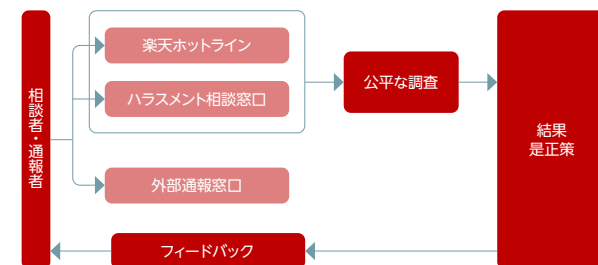 相談者・通報者
楽天ホットライン
ハラスメント相談窓口
外部通報窓口
公平な調査
結果
是正策
フィードバック